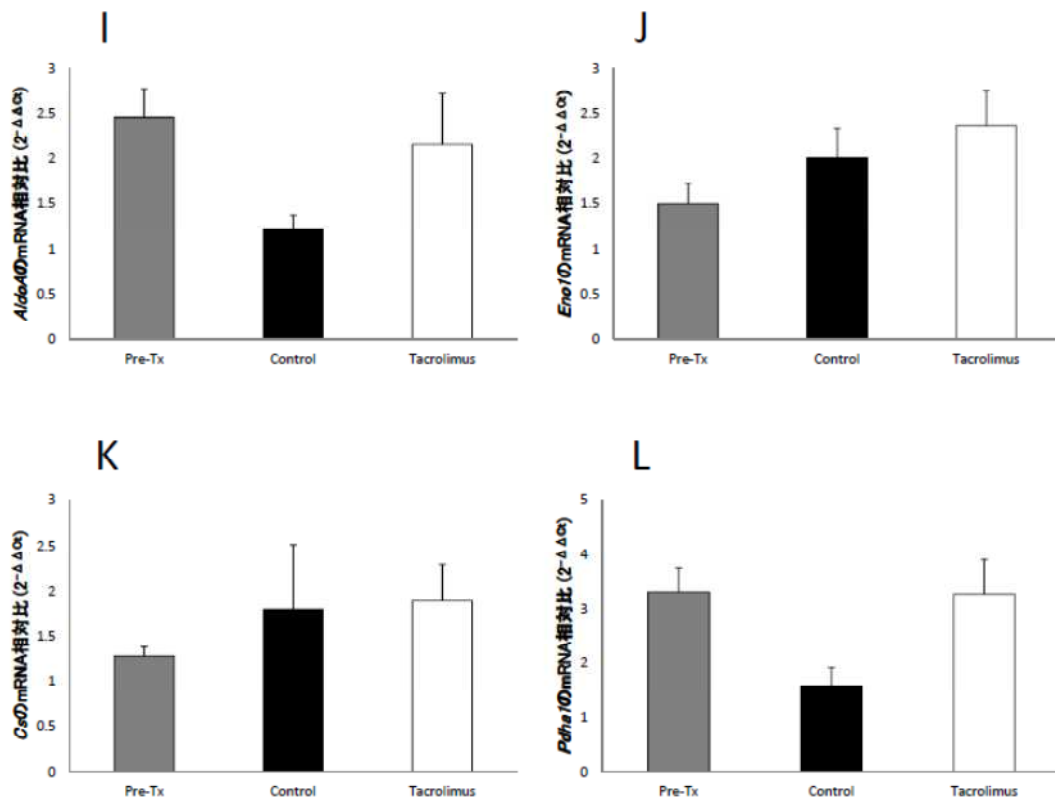 I
AldoAのmRNA相対比 (2⁻ΔΔCt)
3
2.5
2
1.5
1
0.5
0
Pre-Tx Control Tacrolimus
J
Eno1のmRNA相対比 (2⁻ΔΔCt)
3
2.5
2
1.5
1
0.5
0
Pre-Tx Control Tacrolimus
K
CsのmRNA相対比 (2⁻ΔΔCt)
3
2.5
2
1.5
1
0.5
0
Pre-Tx Control Tacrolimus
L
Pdha1のmRNA相対比 (2⁻ΔΔCt)
5
4
3
2
1
0
Pre-Tx Control Tacrolimus